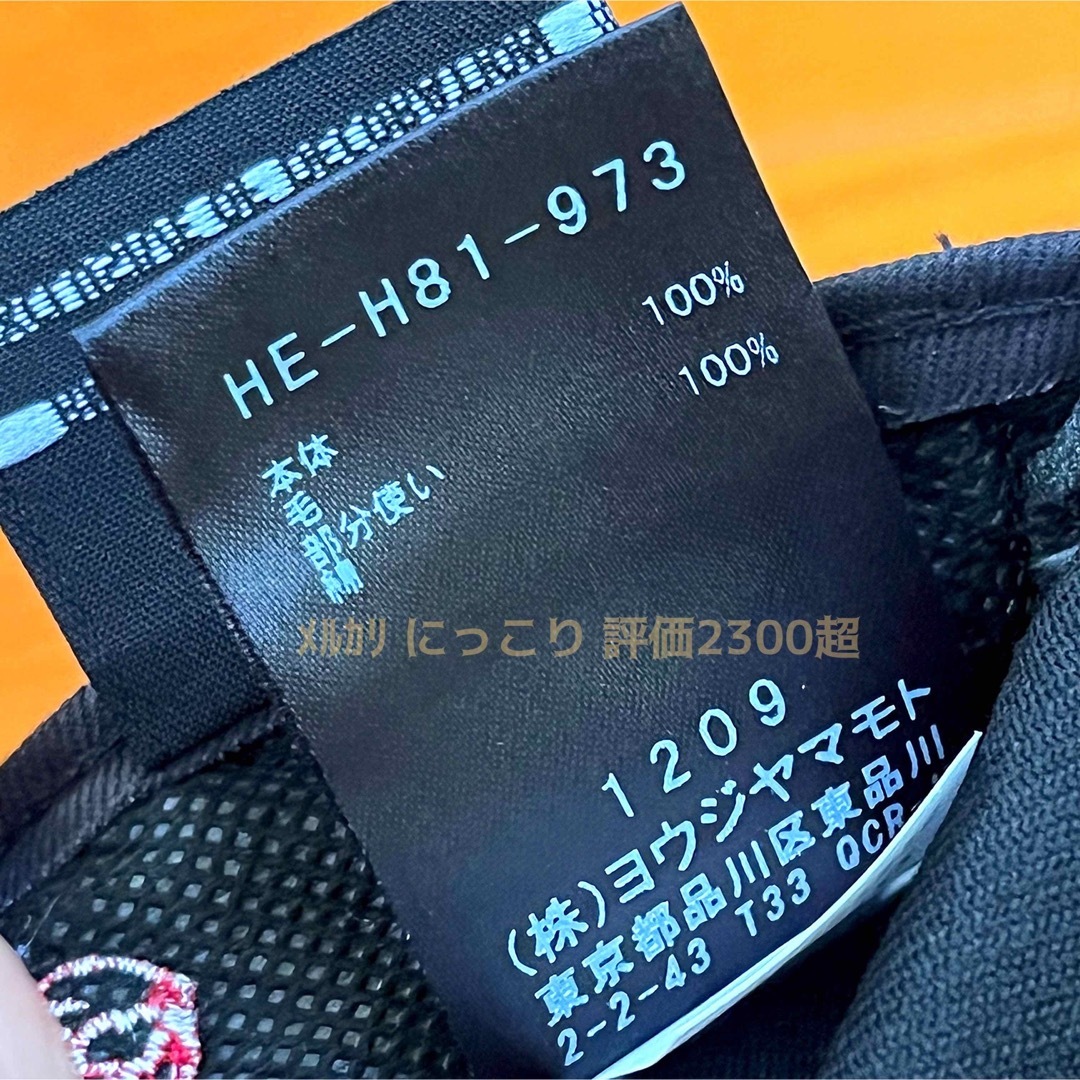 HE-H81-973
本体
毛 100%
部分使い
綿 100%
ﾒﾙｶﾘ にっこり 評価2300超
1209
(株)ヨウジヤマモト
東京都品川区東品川
2-2-43 T33 QCR